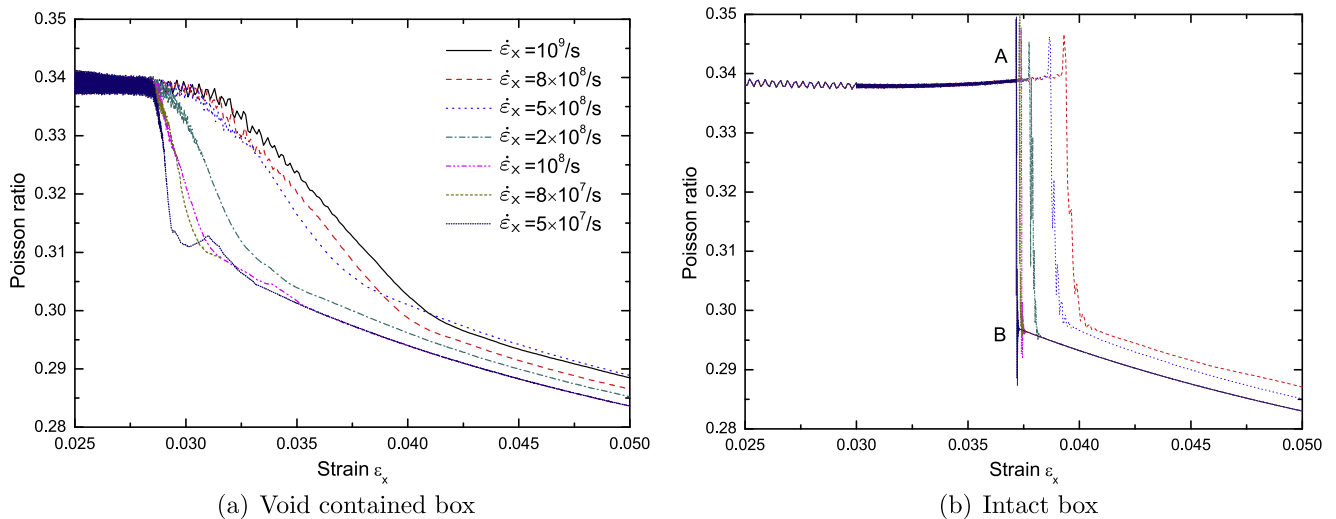 0.35
0.34
0.33
0.32
0.31
0.30
0.29
0.28
Poisson ratio
ε̇x=10⁹/s
ε̇x=8×10⁸/s
ε̇x=5×10⁸/s
ε̇x=2×10⁸/s
ε̇x=10⁸/s
ε̇x=8×10⁷/s
ε̇x=5×10⁷/s
0.025 0.030 0.035 0.040 0.045 0.050
Strain εx
(a) Void contained box
0.35
0.34
0.33
0.32
0.31
0.30
0.29
0.28
Poisson ratio
A
B
0.025 0.030 0.035 0.040 0.045 0.050
Strain εx
(b) Intact box